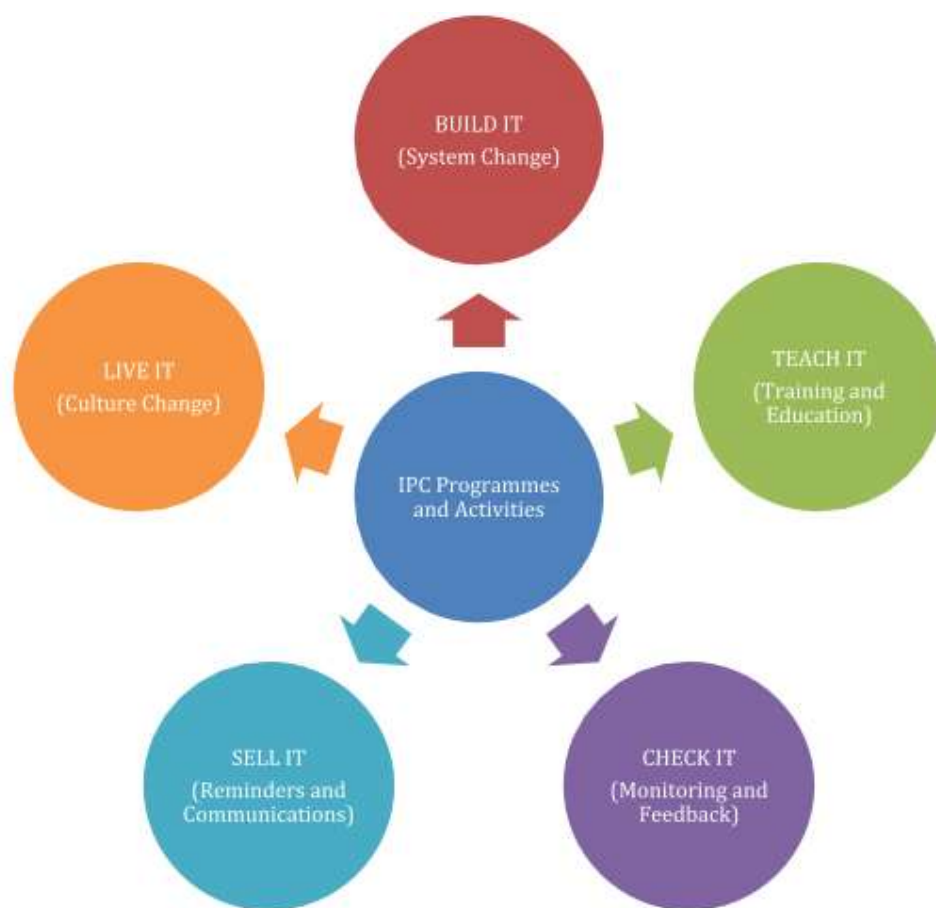 BUILD IT
(System Change)
LIVE IT
(Culture Change)
TEACH IT
(Training and
Education)
IPC Programmes
and Activities
SELL IT
(Reminders and
Communications)
CHECK IT
(Monitoring and
Feedback)